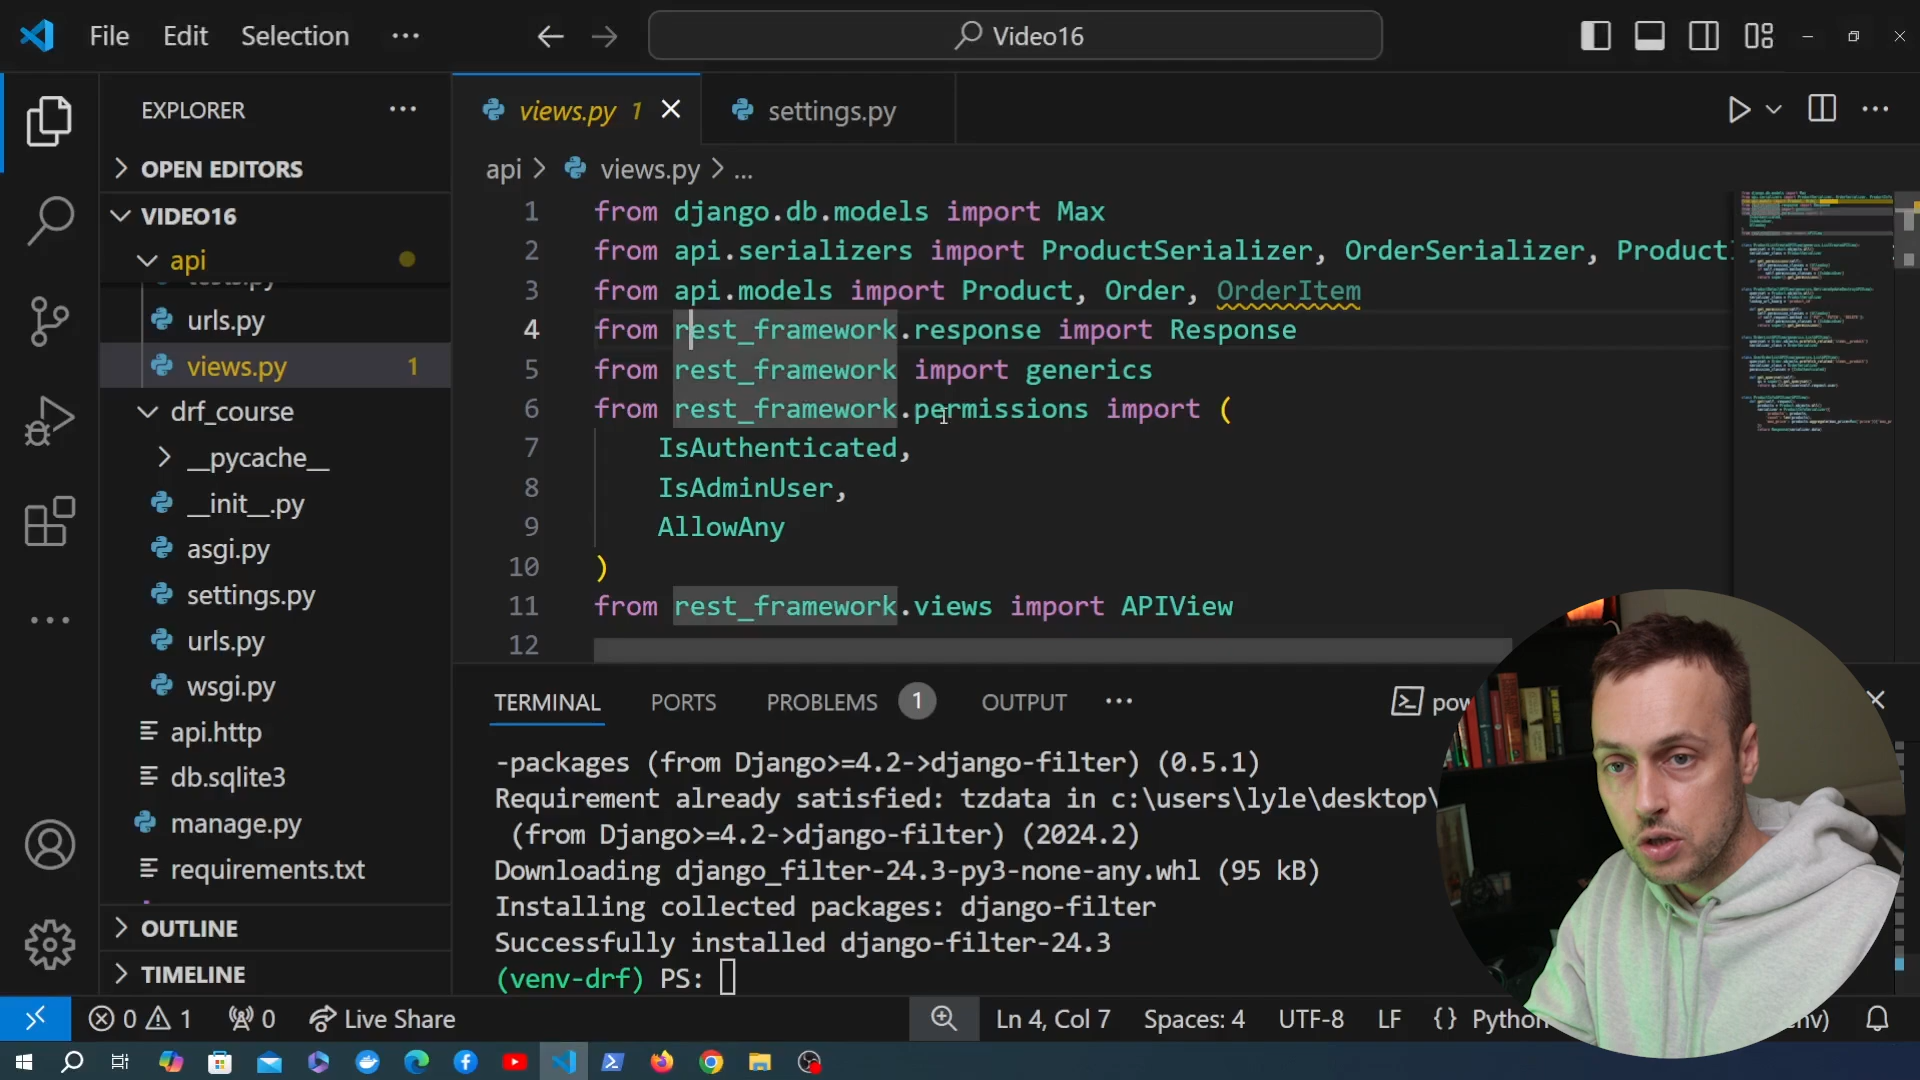 File Edit Selection ... Video16
EXPLORER ...
OPEN EDITORS
VIDEO16
api
urls.py
views.py 1
drf_course
__pycache__
__init__.py
asgi.py
settings.py
urls.py
wsgi.py
api.http
db.sqlite3
manage.py
requirements.txt
OUTLINE
TIMELINE
views.py 1 settings.py
api > views.py > ...
1 from django.db.models import Max
2 from api.serializers import ProductSerializer, OrderSerializer, Product
3 from api.models import Product, Order, OrderItem
4 from rest_framework.response import Response
5 from rest_framework import generics
6 from rest_framework.permissions import (
7 IsAuthenticated,
8 IsAdminUser,
9 AllowAny
10 )
11 from rest_framework.views import APIView
12
TERMINAL PORTS PROBLEMS 1 OUTPUT ... pow
-packages (from Django>=4.2->django-filter) (0.5.1)
Requirement already satisfied: tzdata in c:\users\lyle\desktop\
(from Django>=4.2->django-filter) (2024.2)
Downloading django_filter-24.3-py3-none-any.whl (95 kB)
Installing collected packages: django-filter
Successfully installed django-filter-24.3
(venv-drf) PS:
0 1 0 Live Share Ln 4, Col 7 Spaces: 4 UTF-8 LF {} Python